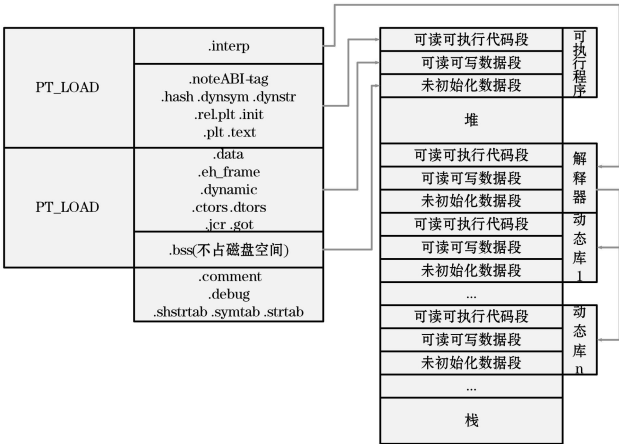 PT_LOAD
.interp
.noteABI-tag
.hash .dynsym .dynstr
.rel.plt .init
.plt .text
PT_LOAD
.data
.eh_frame
.dynamic
.ctors .dtors
.jcr .got
.bss(不占磁盘空间)
.comment
.debug
.shstrtab .symtab .strtab
可读可执行代码段
可读可写数据段
未初始化数据段
可执行程序
堆
可读可执行代码段
可读可写数据段
未初始化数据段
解释器
可读可执行代码段
可读可写数据段
未初始化数据段
动态库1
...
可读可执行代码段
可读可写数据段
未初始化数据段
动态库n
...
栈